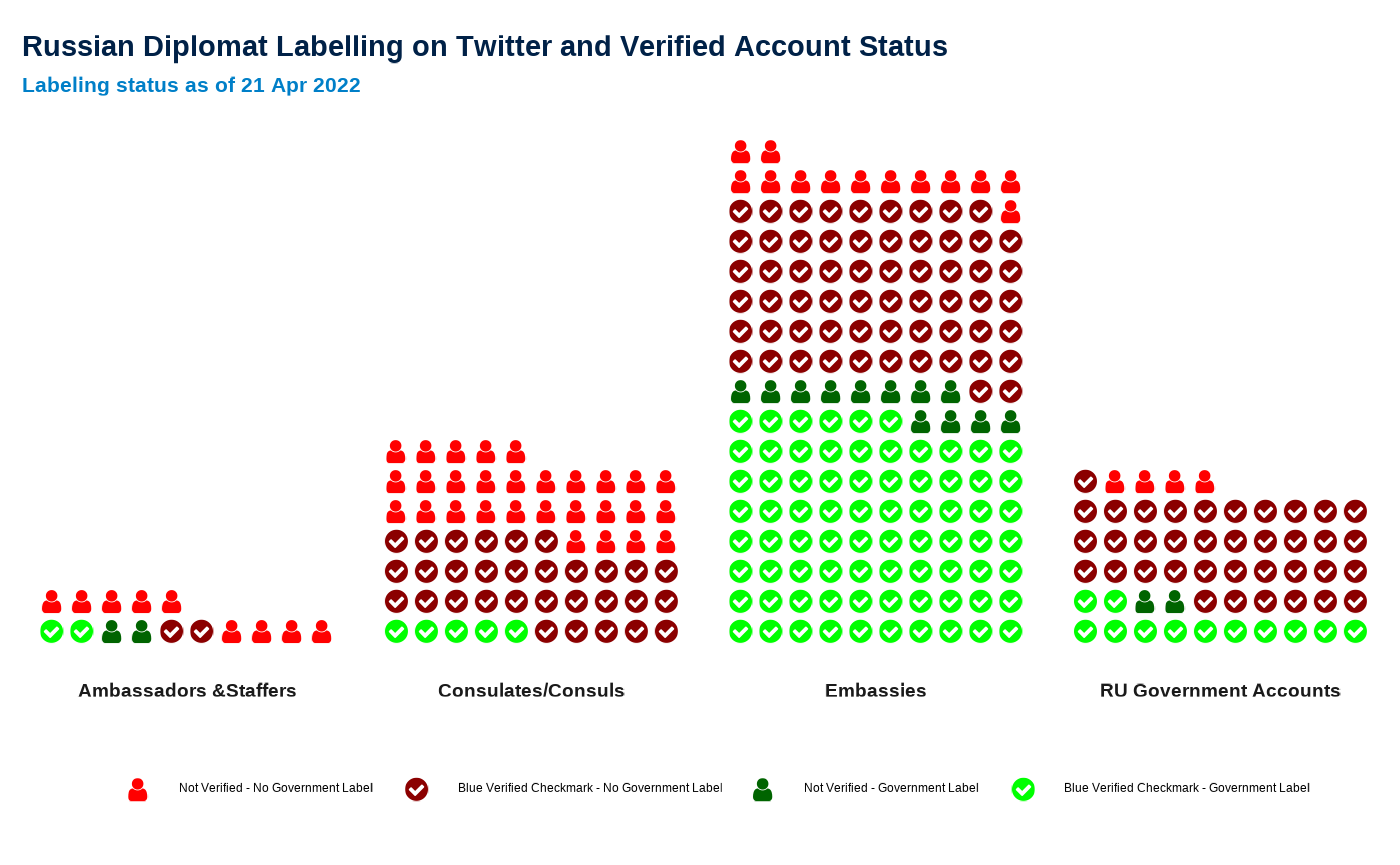 Russian Diplomat Labelling on Twitter and Verified Account Status
Labeling status as of 21 Apr 2022
Ambassadors &Staffers
Consulates/Consuls
Embassies
RU Government Accounts
Not Verified - No Government Label
Blue Verified Checkmark - No Government Label
Not Verified - Government Label
Blue Verified Checkmark - Government Label